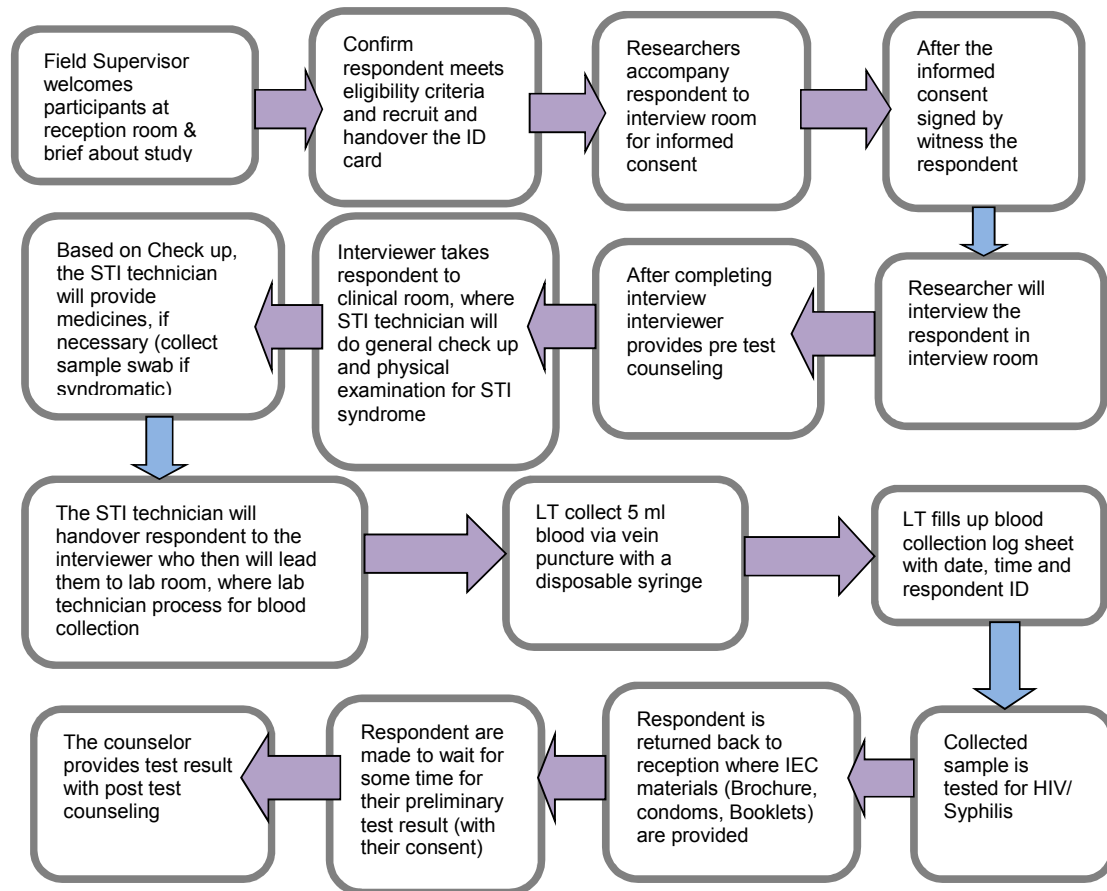 Field Supervisor
welcomes
participants at
reception room &
brief about study
Confirm
respondent meets
eligibility criteria
and recruit and
handover the ID
card
Researchers
accompany
respondent to
interview room
for informed
consent
After the
informed
consent
signed by
witness the
respondent
Researcher will
interview the
respondent in
interview room
After completing
interview
interviewer
provides pre test
counseling
Interviewer takes
respondent to
clinical room, where
STI technician will
do general check up
and physical
examination for STI
syndrome
Based on Check up,
the STI technician
will provide
medicines, if
necessary (collect
sample swab if
syndromatic)
The STI technician will
handover respondent to the
interviewer who then will lead
them to lab room, where lab
technician process for blood
collection
LT collect 5 ml
blood via vein
puncture with a
disposable syringe
LT fills up blood
collection log sheet
with date, time and
respondent ID
Collected
sample is
tested for HIV/
Syphilis
Respondent is
returned back to
reception where IEC
materials (Brochure,
condoms, Booklets)
are provided
Respondent are
made to wait for
some time for
their preliminary
test result (with
their consent)
The counselor
provides test result
with post test
counseling